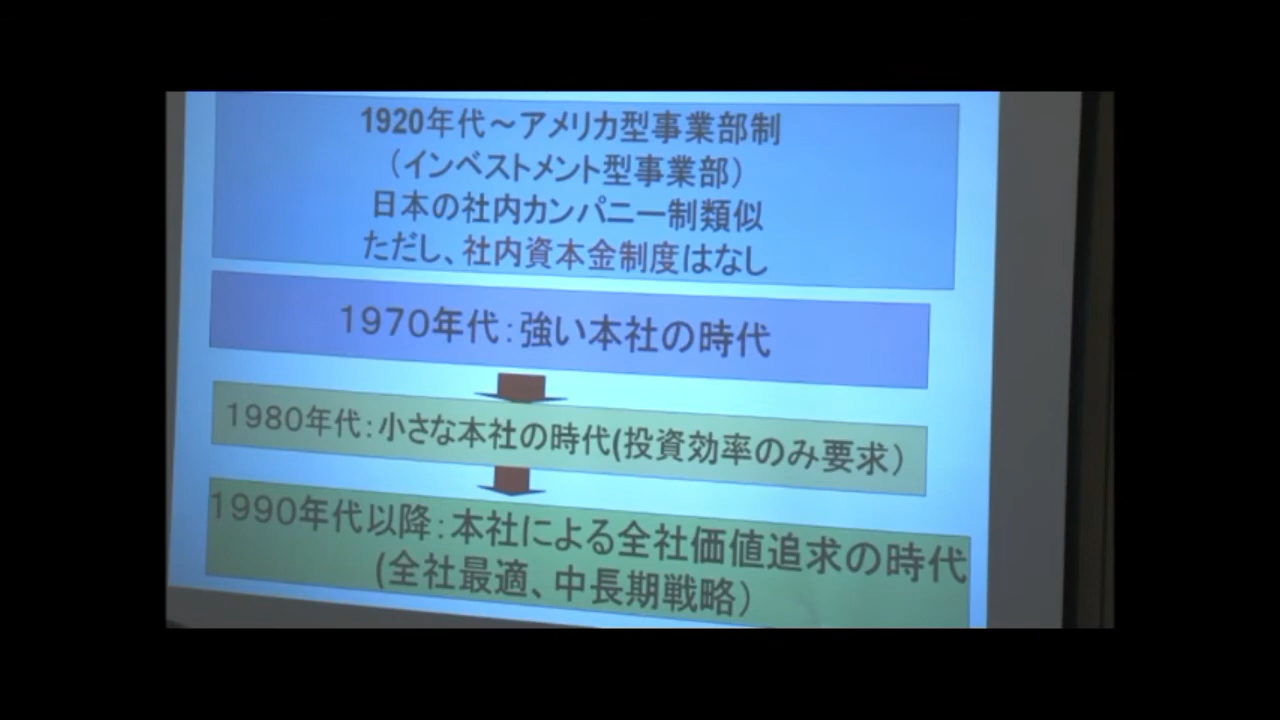 1920年代～アメリカ型事業部制
（インベストメント型事業部）
日本の社内カンパニー制類似
ただし、社内資本金制度はなし
１９７０年代：強い本社の時代
１９８０年代：小さな本社の時代(投資効率のみ要求）
１９９０年代以降：本社による全社価値追求の時代
(全社最適、中長期戦略）